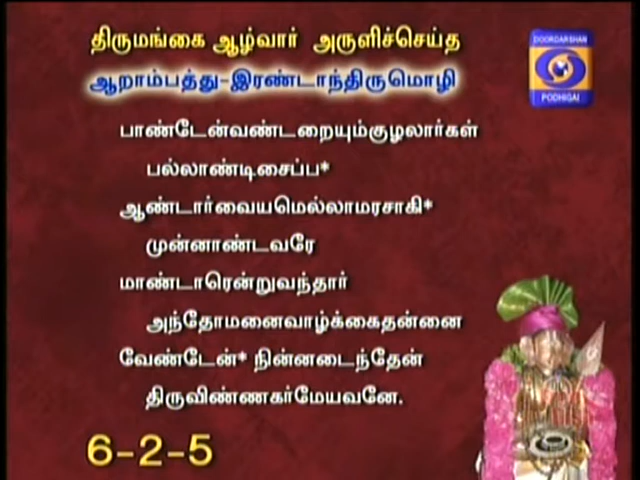 திருமங்கை ஆழ்வார் அருளிச்செய்த
ஆறாம்பத்து-இரண்டாந்திருமொழி
DOORDARSHAN
PODHIGAI
பாண்டேன்வண்டறையும்குழலார்கள்
பல்லாண்டிசைப்ப*
ஆண்டார்வையமெல்லாமரசாகி*
முன்னாண்டவரே
மாண்டாரென்றுவந்தார்
அந்தோமனைவாழ்க்கைதன்னை
வேண்டேன்* நின்னடைந்தேன்
திருவிண்ணகர்மேயவனே.
6-2-5